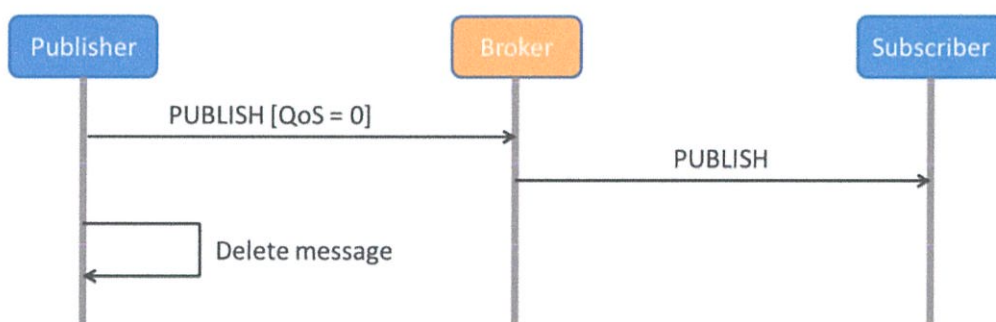 Publisher
Broker
Subscriber
PUBLISH [QoS = 0]
PUBLISH
Delete message